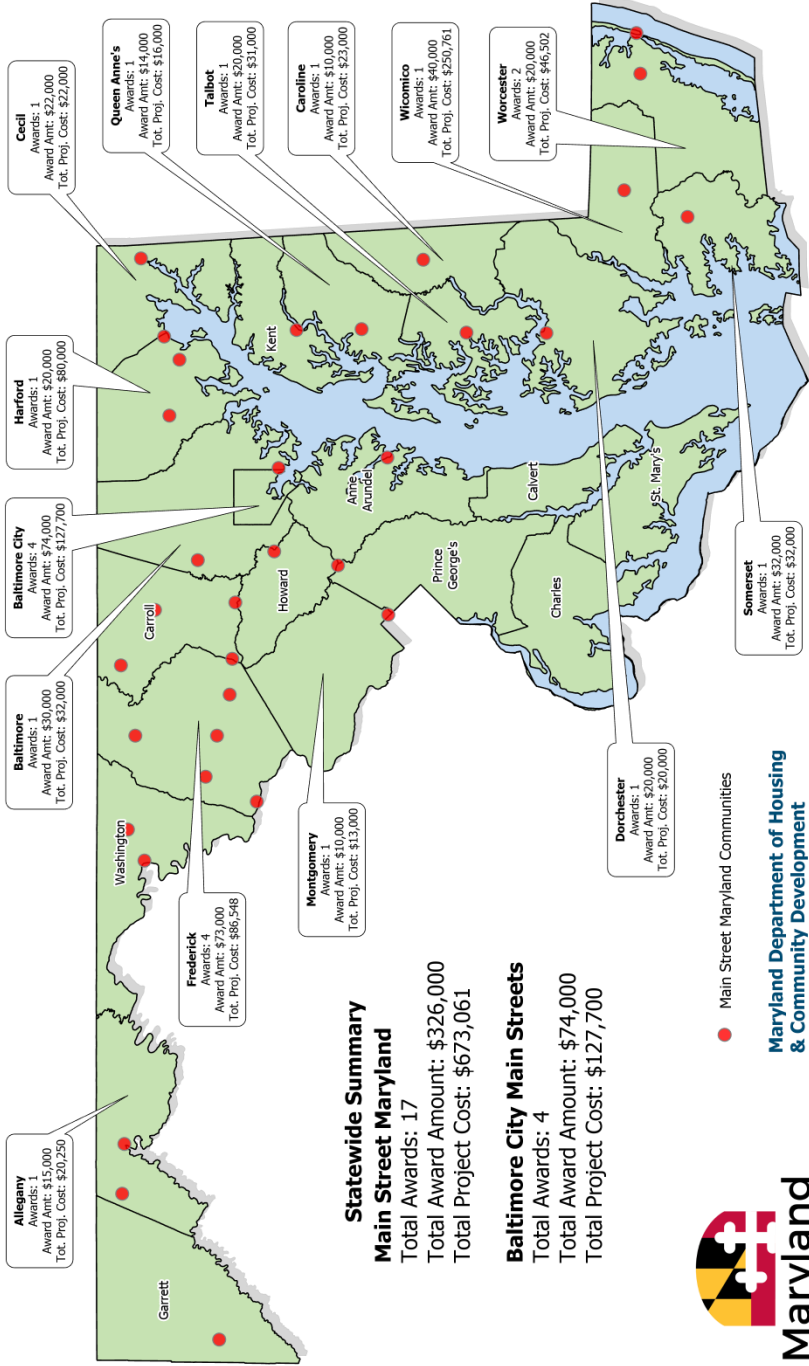 Allegany
Awards: 1
Award Amt: $15,000
Tot. Proj. Cost: $20,250
Frederick
Awards: 4
Award Amt: $73,000
Tot. Proj. Cost: $86,548
Baltimore
Awards: 1
Award Amt: $30,000
Tot. Proj. Cost: $32,000
Baltimore City
Awards: 4
Award Amt: $74,000
Tot. Proj. Cost: $127,700
Harford
Awards: 1
Award Amt: $20,000
Tot. Proj. Cost: $80,000
Cecil
Awards: 1
Award Amt: $22,000
Tot. Proj. Cost: $22,000
Queen Anne's
Awards: 1
Award Amt: $14,000
Tot. Proj. Cost: $16,000
Talbot
Awards: 1
Award Amt: $20,000
Tot. Proj. Cost: $31,000
Caroline
Awards: 1
Award Amt: $10,000
Tot. Proj. Cost: $23,000
Wicomico
Awards: 1
Award Amt: $40,000
Tot. Proj. Cost: $250,761
Worcester
Awards: 2
Award Amt: $20,000
Tot. Proj. Cost: $46,502
Montgomery
Awards: 1
Award Amt: $10,000
Tot. Proj. Cost: $13,000
Dorchester
Awards: 1
Award Amt: $20,000
Tot. Proj. Cost: $20,000
Somerset
Awards: 1
Award Amt: $32,000
Tot. Proj. Cost: $32,000
Garrett
Washington
Carroll
Howard
Kent
Anne
Arundel
Prince
George's
Calvert
Charles
St. Mary's
Statewide Summary
Main Street Maryland
Total Awards: 17
Total Award Amount: $326,000
Total Project Cost: $673,061
Baltimore City Main Streets
Total Awards: 4
Total Award Amount: $74,000
Total Project Cost: $127,700
Main Street Maryland Communities
Maryland Department of Housing
& Community Development
Maryland